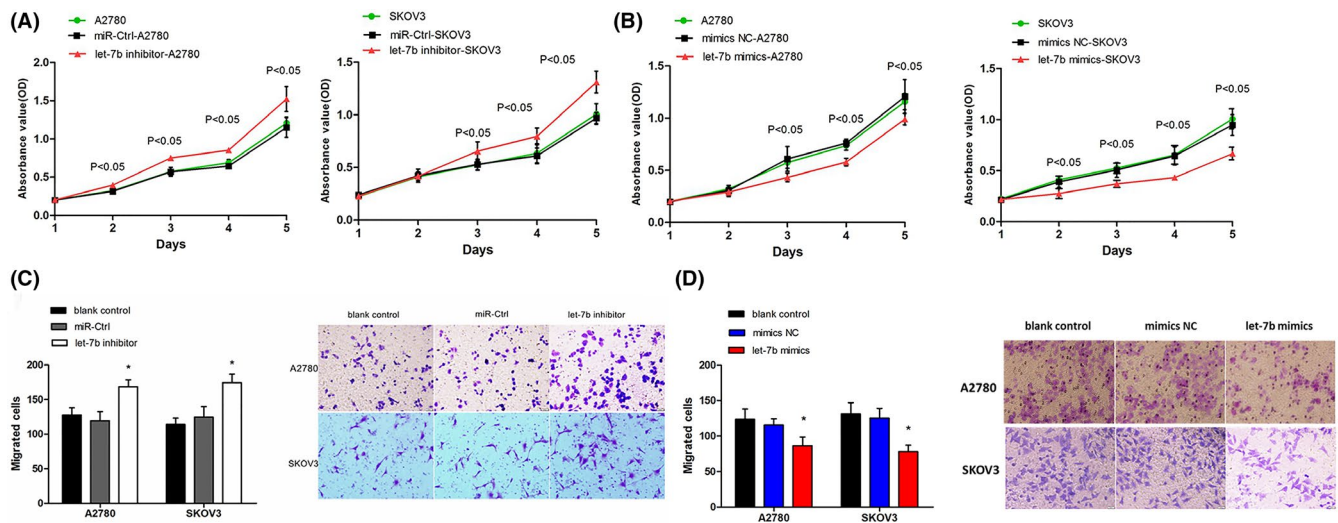 (A)
A2780
miR-Ctrl-A2780
let-7b inhibitor-A2780
Absorbance value(OD)
2.0
1.5
1.0
0.5
0.0
P<0.05
P<0.05
P<0.05
P<0.05
1 2 3 4 5
Days
SKOV3
miR-Ctrl-SKOV3
let-7b inhibitor-SKOV3
Absorbance value(OD)
1.5
1.0
0.5
0.0
P<0.05
P<0.05
P<0.05
1 2 3 4 5
Days
(B)
A2780
mimics NC-A2780
let-7b mimics-A2780
Absorbance value(OD)
1.5
1.0
0.5
0.0
P<0.05
P<0.05
P<0.05
1 2 3 4 5
Days
SKOV3
mimics NC-SKOV3
let-7b mimics-SKOV3
Absorbance value(OD)
1.5
1.0
0.5
0.0
P<0.05
P<0.05
P<0.05
P<0.05
1 2 3 4 5
Days
(C)
blank control
miR-Ctrl
let-7b inhibitor
Migrated cells
200
150
100
50
0
*
*
A2780 SKOV3
blank control miR-Ctrl let-7b inhibitor
A2780
SKOV3
(D)
blank control
mimics NC
let-7b mimics
Migrated cells
200
150
100
50
0
*
*
A2780 SKOV3
blank control mimics NC let-7b mimics
A2780
SKOV3